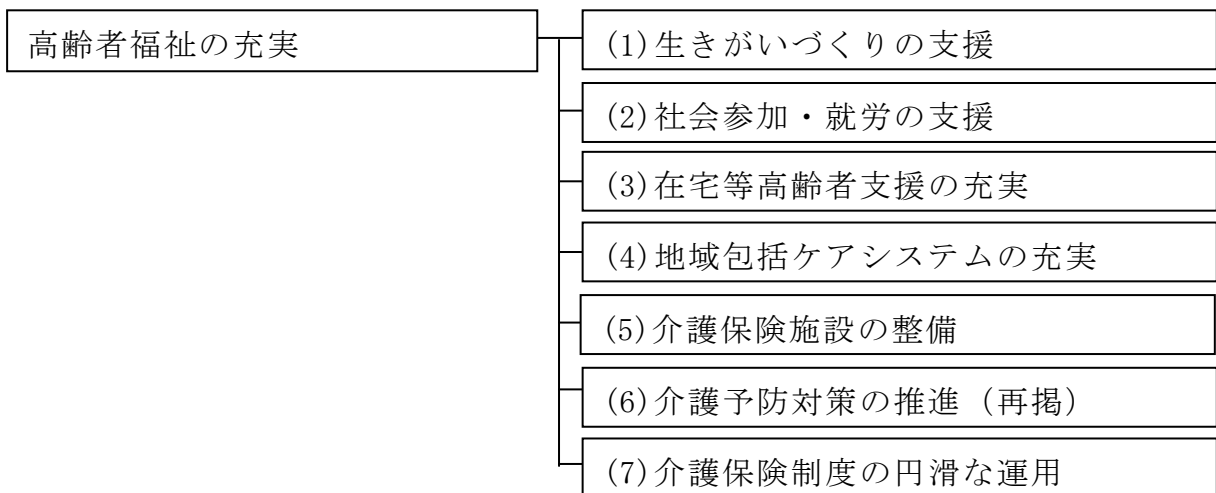 高齢者福祉の充実
(1)生きがいづくりの支援
(2)社会参加・就労の支援
(3)在宅等高齢者支援の充実
(4)地域包括ケアシステムの充実
(5)介護保険施設の整備
(6)介護予防対策の推進（再掲）
(7)介護保険制度の円滑な運用